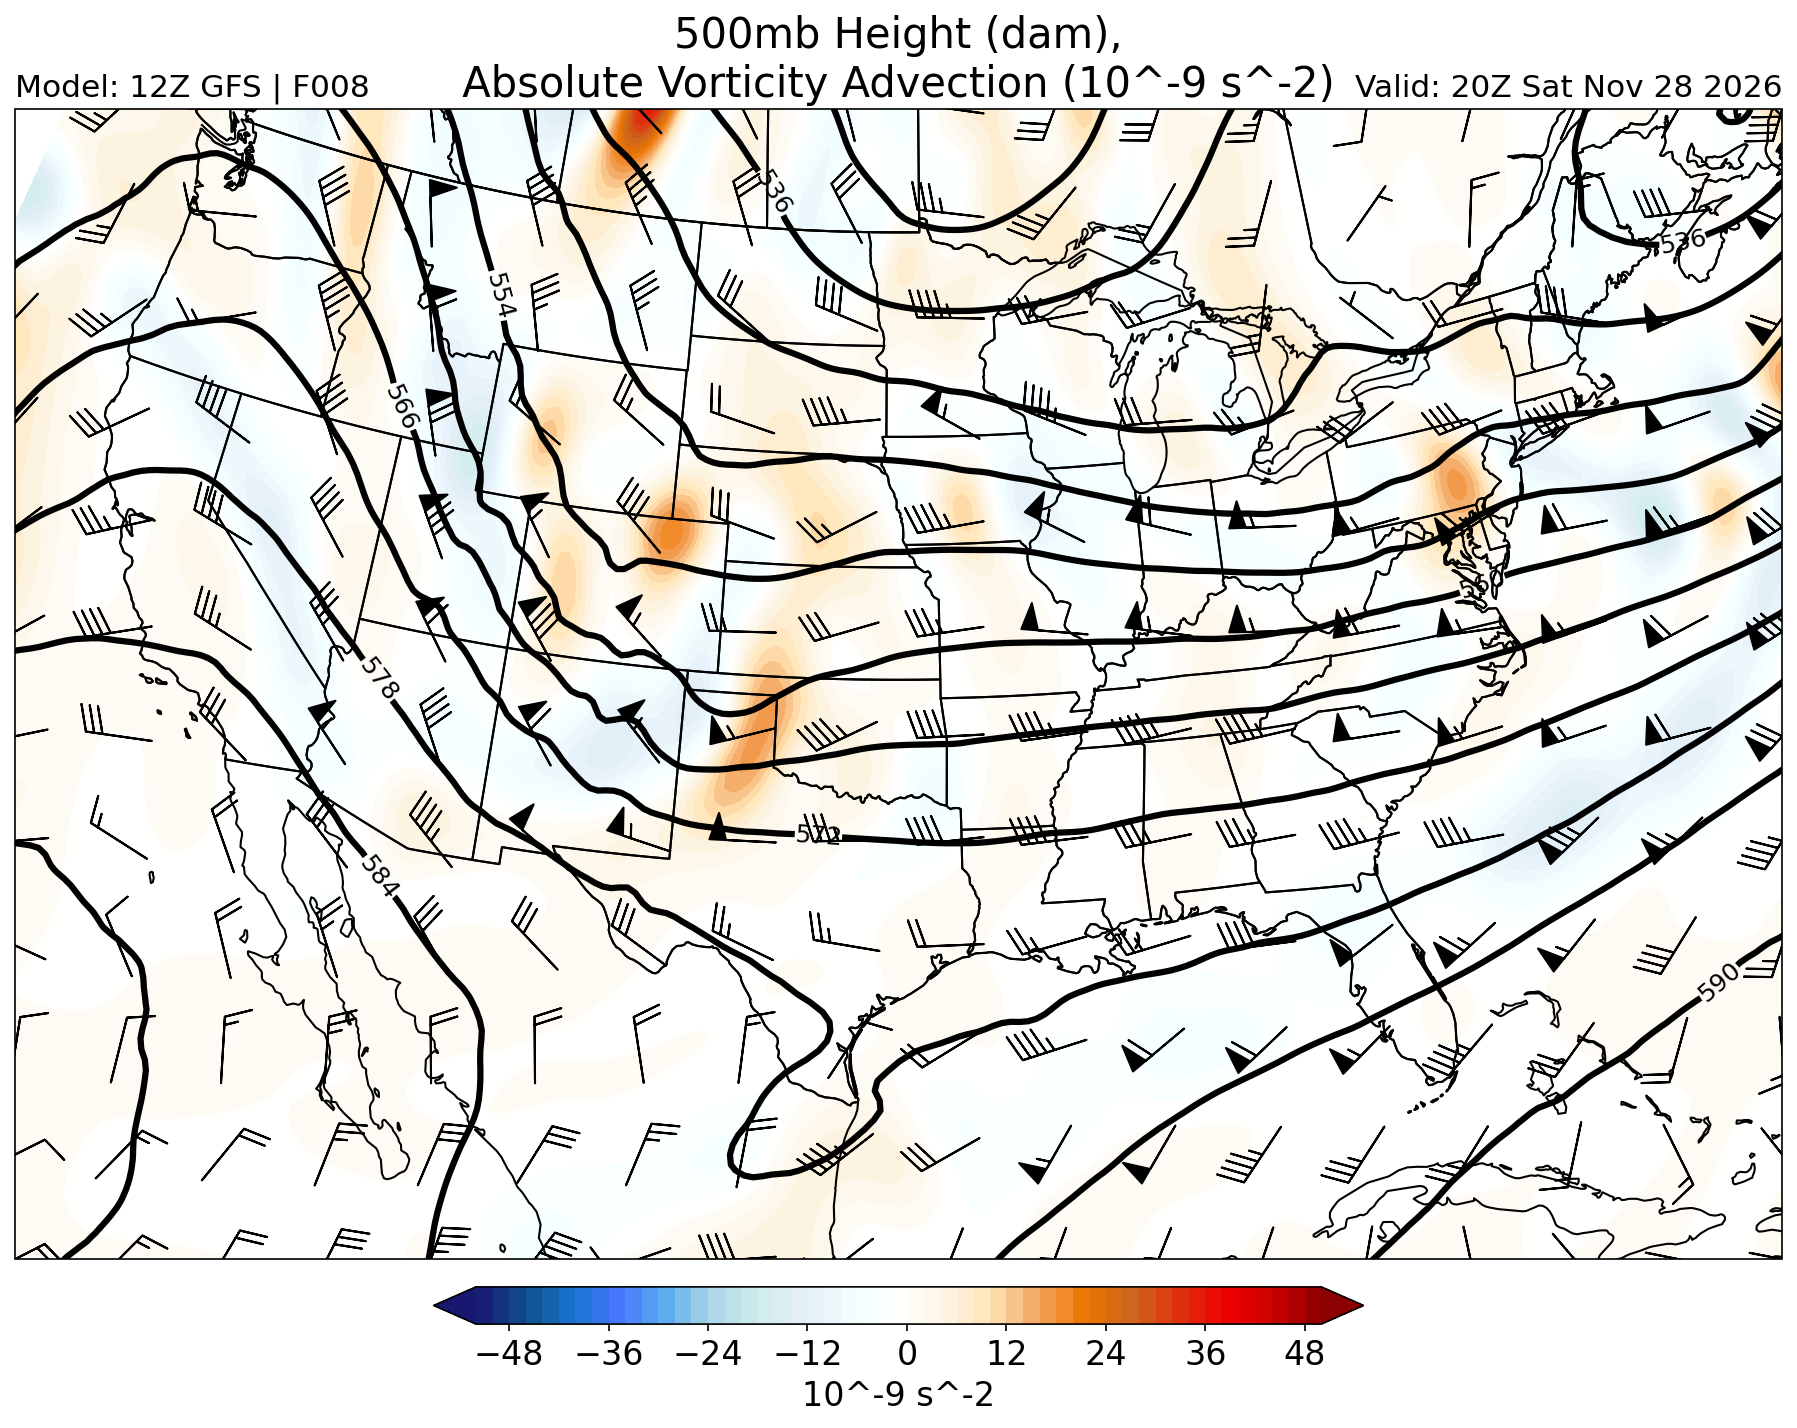 500mb Height (dam),
Model: 12Z GFS | F008
Absolute Vorticity Advection (10^-9 s^-2)
Valid: 20Z Sat Nov 28 2026
536
536
554
566
560
578
572
584
590
−48 −36 −24 −12 0 12 24 36 48
10^-9 s^-2